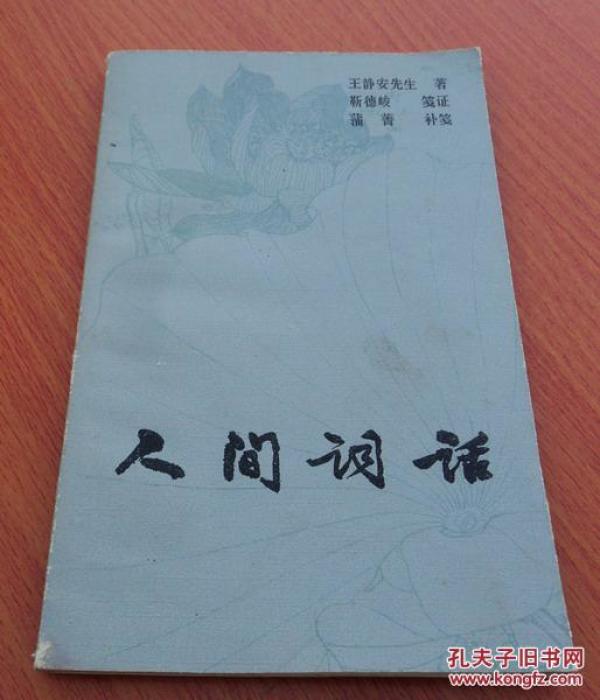 王静安先生 著
靳德峻 笺证
蒲菁 补笺
人间词话
孔夫子旧书网
www.kongfz.com